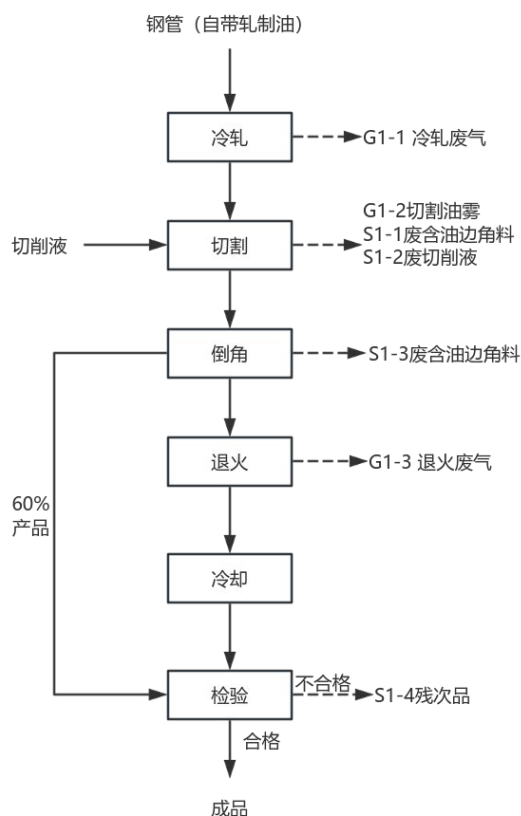 钢管（自带轧制油）
冷轧
G1-1 冷轧废气
切削液
切割
G1-2切割油雾
S1-1废含油边角料
S1-2废切削液
倒角
S1-3废含油边角料
退火
G1-3 退火废气
60%
产品
冷却
检验
不合格
S1-4残次品
合格
成品